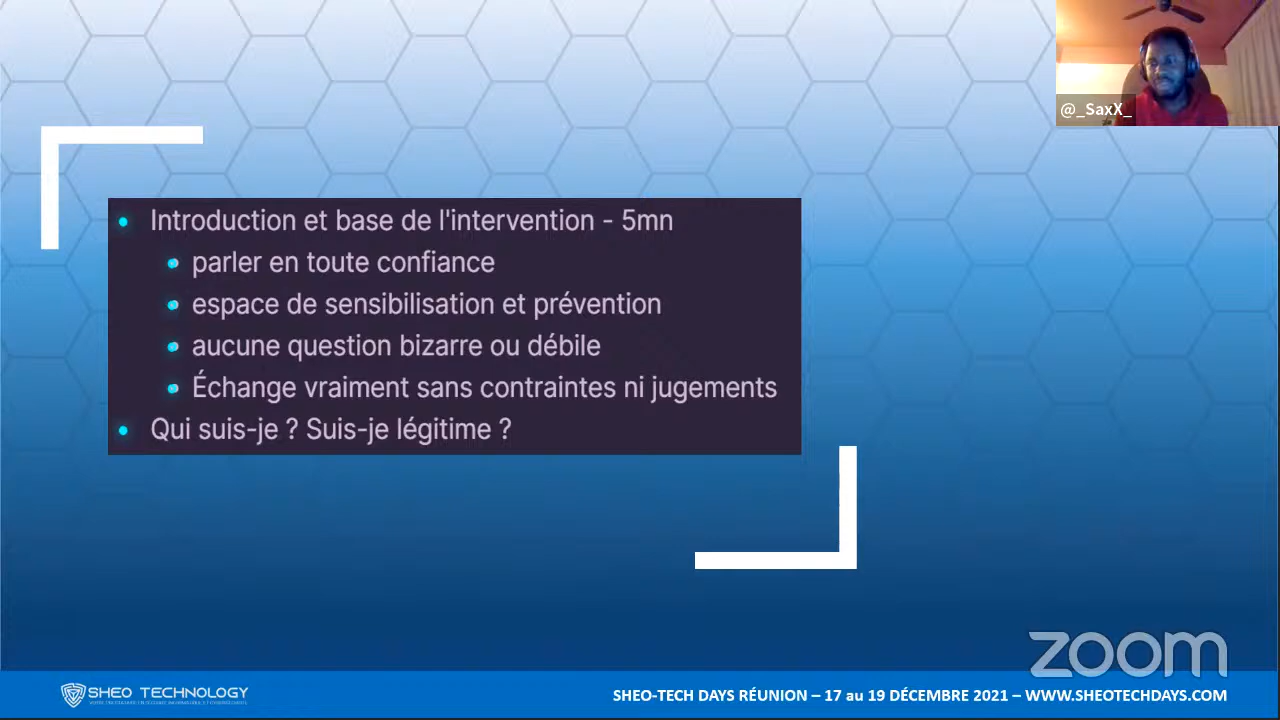 @_SaxX_
Introduction et base de l'intervention - 5mn
parler en toute confiance
espace de sensibilisation et prévention
aucune question bizarre ou débile
Échange vraiment sans contraintes ni jugements
Qui suis-je ? Suis-je légitime ?
zoom
SHEO TECHNOLOGY
SHEO-TECH DAYS RÉUNION – 17 au 19 DÉCEMBRE 2021 – WWW.SHEOTECHDAYS.COM